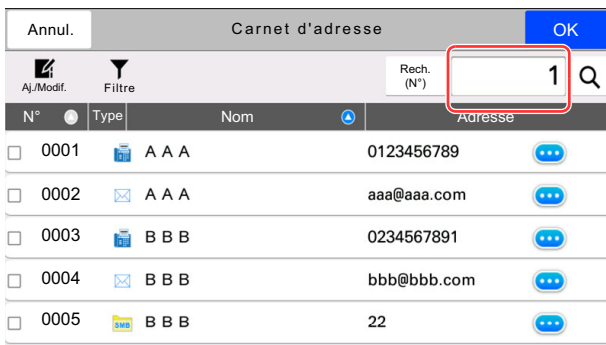 Annul. Carnet d'adresse OK
Aj./Modif. Filtre Rech. (N°) 1
N° Type Nom Adresse
0001 A A A 0123456789
0002 A A A aaa@aaa.com
0003 B B B 0234567891
0004 B B B bbb@bbb.com
0005 SMB B B B 22